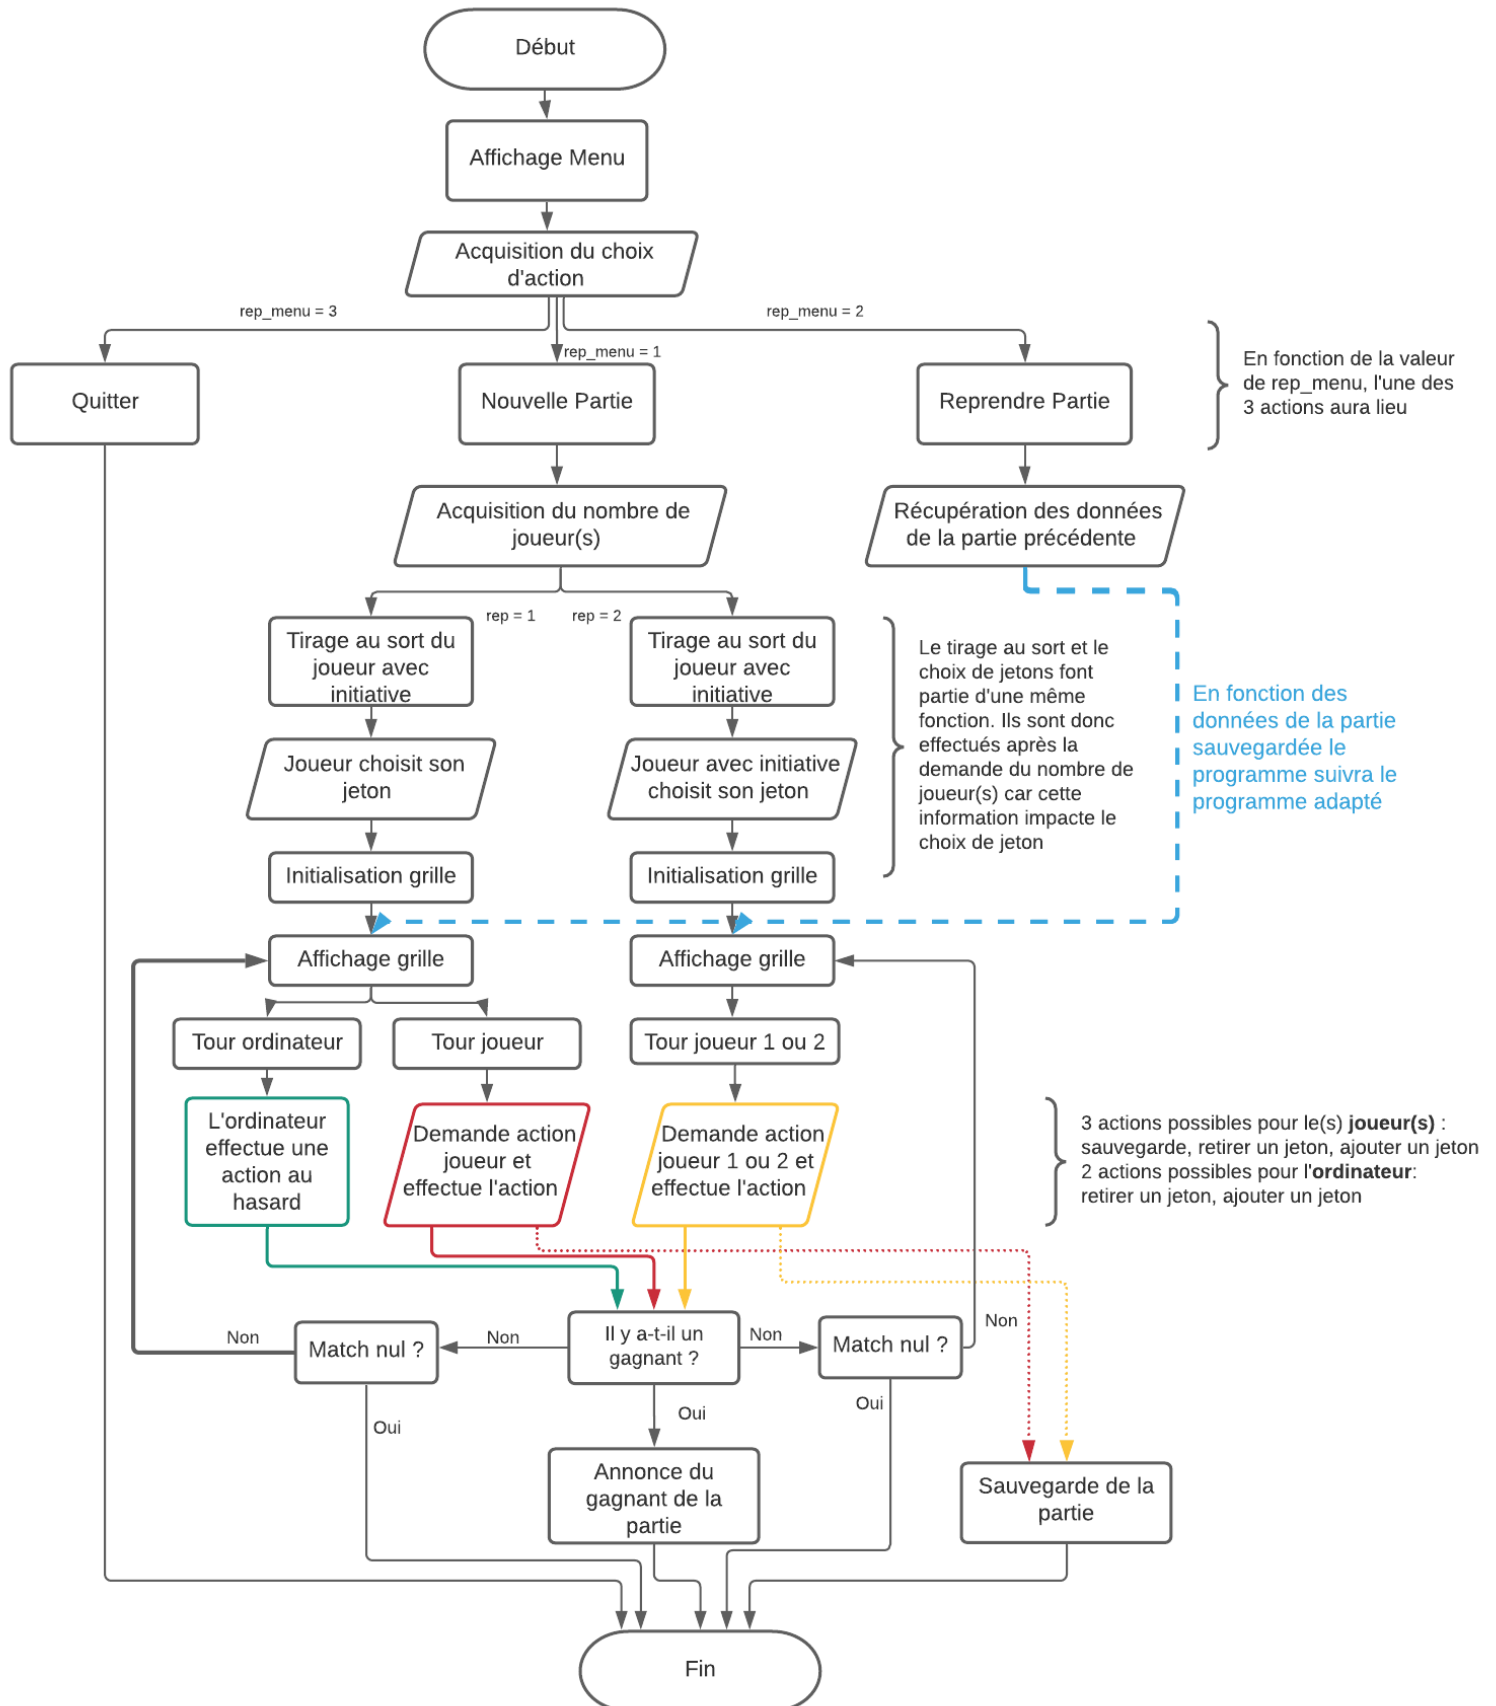 Début
Affichage Menu
Acquisition du choix
d'action
rep_menu = 3
rep_menu = 2
rep_menu = 1
Quitter
Nouvelle Partie
Reprendre Partie
En fonction de la valeur
de rep_menu, l'une des
3 actions aura lieu
Acquisition du nombre de
joueur(s)
Récupération des données
de la partie précédente
rep = 1
rep = 2
Tirage au sort du
joueur avec
initiative
Tirage au sort du
joueur avec
initiative
Le tirage au sort et le
choix de jetons font
partie d'une même
fonction. Ils sont donc
effectués après la
demande du nombre de
joueur(s) car cette
information impacte le
choix de jeton
En fonction des
données de la partie
sauvegardée le
programme suivra le
programme adapté
Joueur choisit son
jeton
Joueur avec initiative
choisit son jeton
Initialisation grille
Initialisation grille
Affichage grille
Affichage grille
Tour ordinateur
Tour joueur
Tour joueur 1 ou 2
L'ordinateur
effectue une
action au
hasard
Demande action
joueur et
effectue l'action
Demande action
joueur 1 ou 2 et
effectue l'action
3 actions possibles pour le(s) joueur(s) :
sauvegarde, retirer un jeton, ajouter un jeton
2 actions possibles pour l'ordinateur:
retirer un jeton, ajouter un jeton
Non
Match nul ?
Non
Il y a-t-il un
gagnant ?
Non
Match nul ?
Non
Oui
Oui
Oui
Annonce du
gagnant de la
partie
Sauvegarde de la
partie
Fin